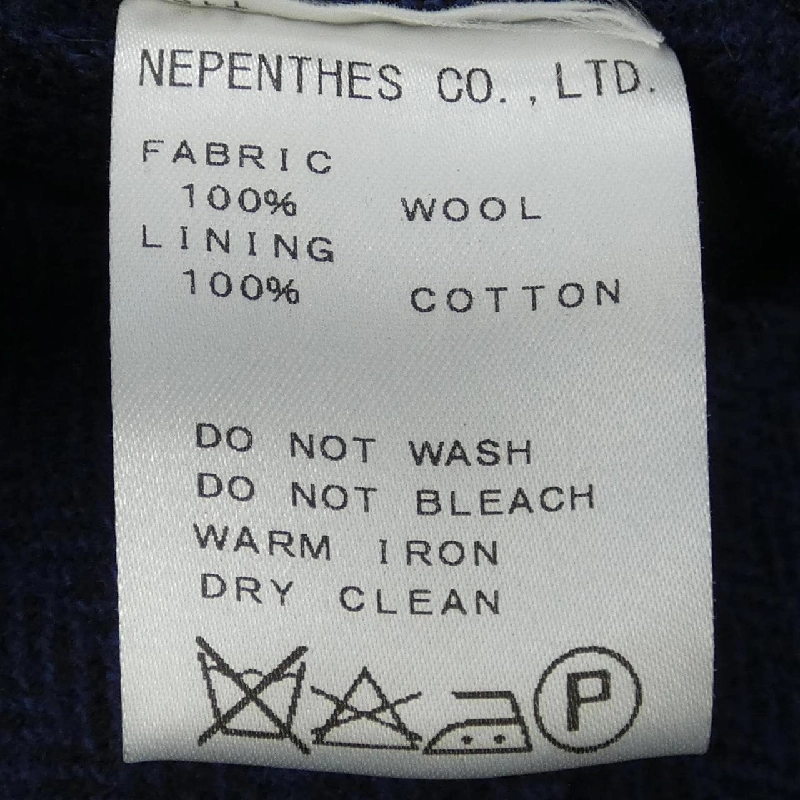 NEPENTHES CO., LTD.
FABRIC
100% WOOL
LINING
100% COTTON
DO NOT WASH
DO NOT BLEACH
WARM IRON
DRY CLEAN
P